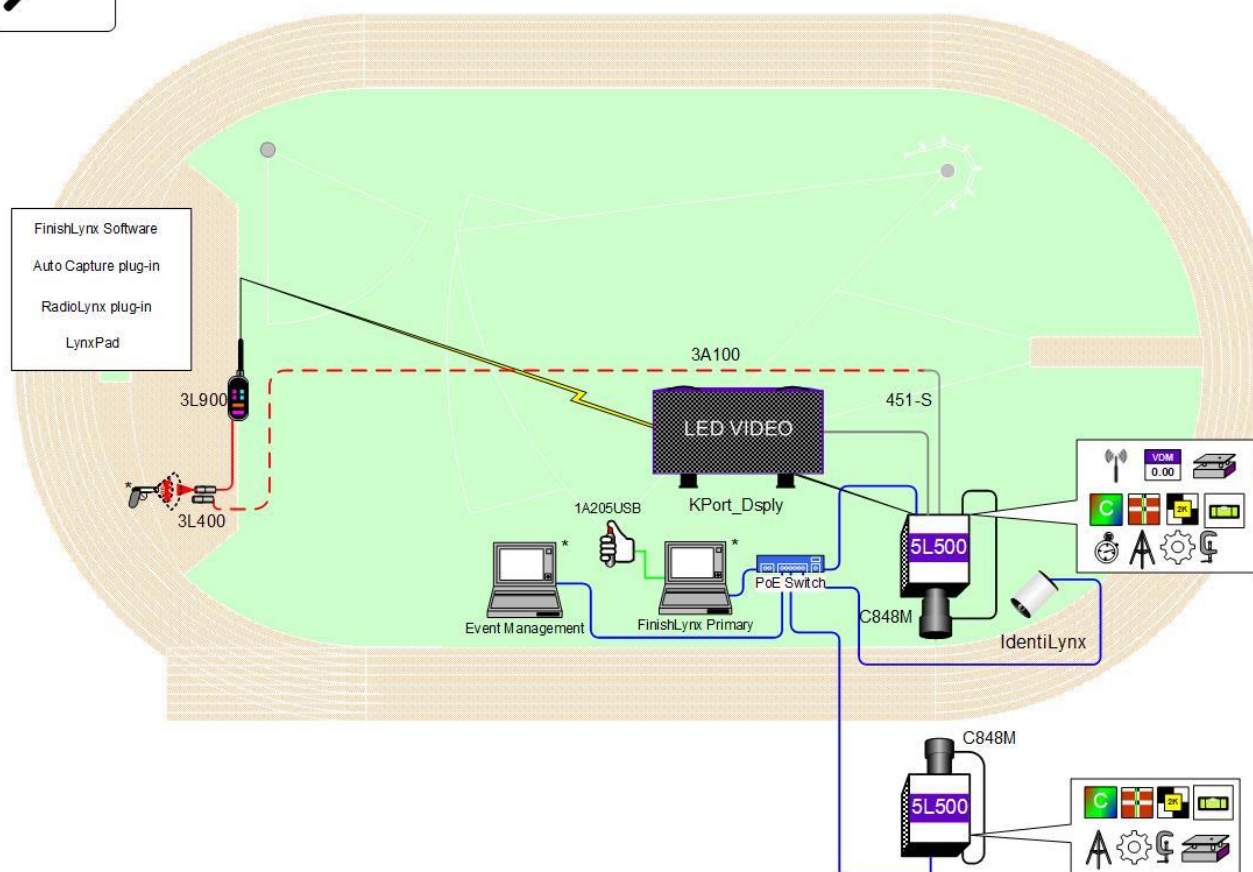 FinishLynx Software
Auto Capture plug-in
RadioLynx plug-in
LynxPad
3A100
3L900
451-S
LED VIDEO
VDM
0.00
C
2K
*
3L400
KPort_Dsply
1A205USB
*
*
5L500
PoE Switch
C848M
Event Management
FinishLynx Primary
IdentiLynx
C848M
5L500
C
2K